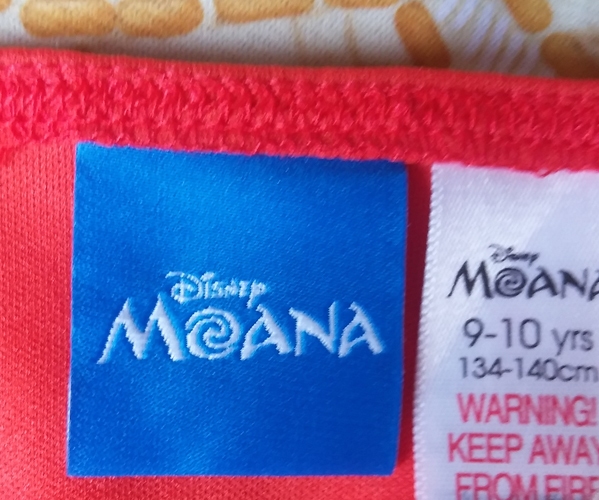 Disney
MOANA
Disney
MOANA
9-10 yrs
134-140cm
WARNING!
KEEP AWAY
FROM FIRE